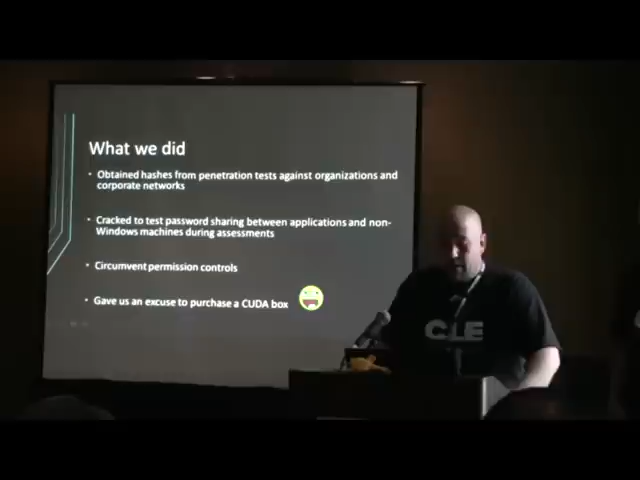 What we did
• Obtained hashes from penetration tests against organizations and
corporate networks
• Cracked to test password sharing between applications and non-
Windows machines during assessments
• Circumvent permission controls
• Gave us an excuse to purchase a CUDA box
CLE